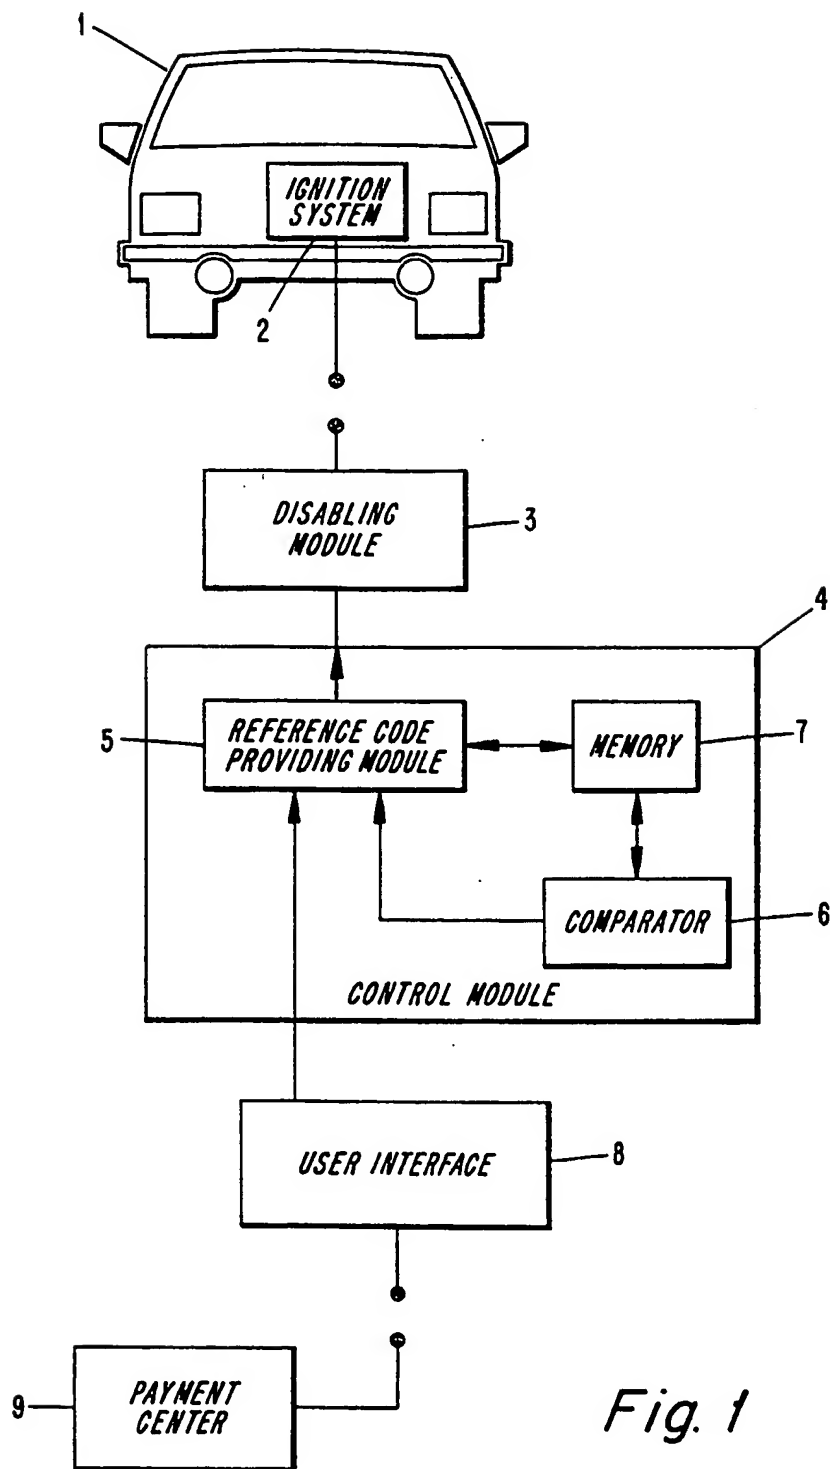 1
IGNITION
SYSTEM
2
DISABLING
MODULE
3
4
5
REFERENCE CODE
PROVIDING MODULE
MEMORY
7
COMPARATOR
6
CONTROL MODULE
USER INTERFACE
8
9
PAYMENT
CENTER
Fig. 1